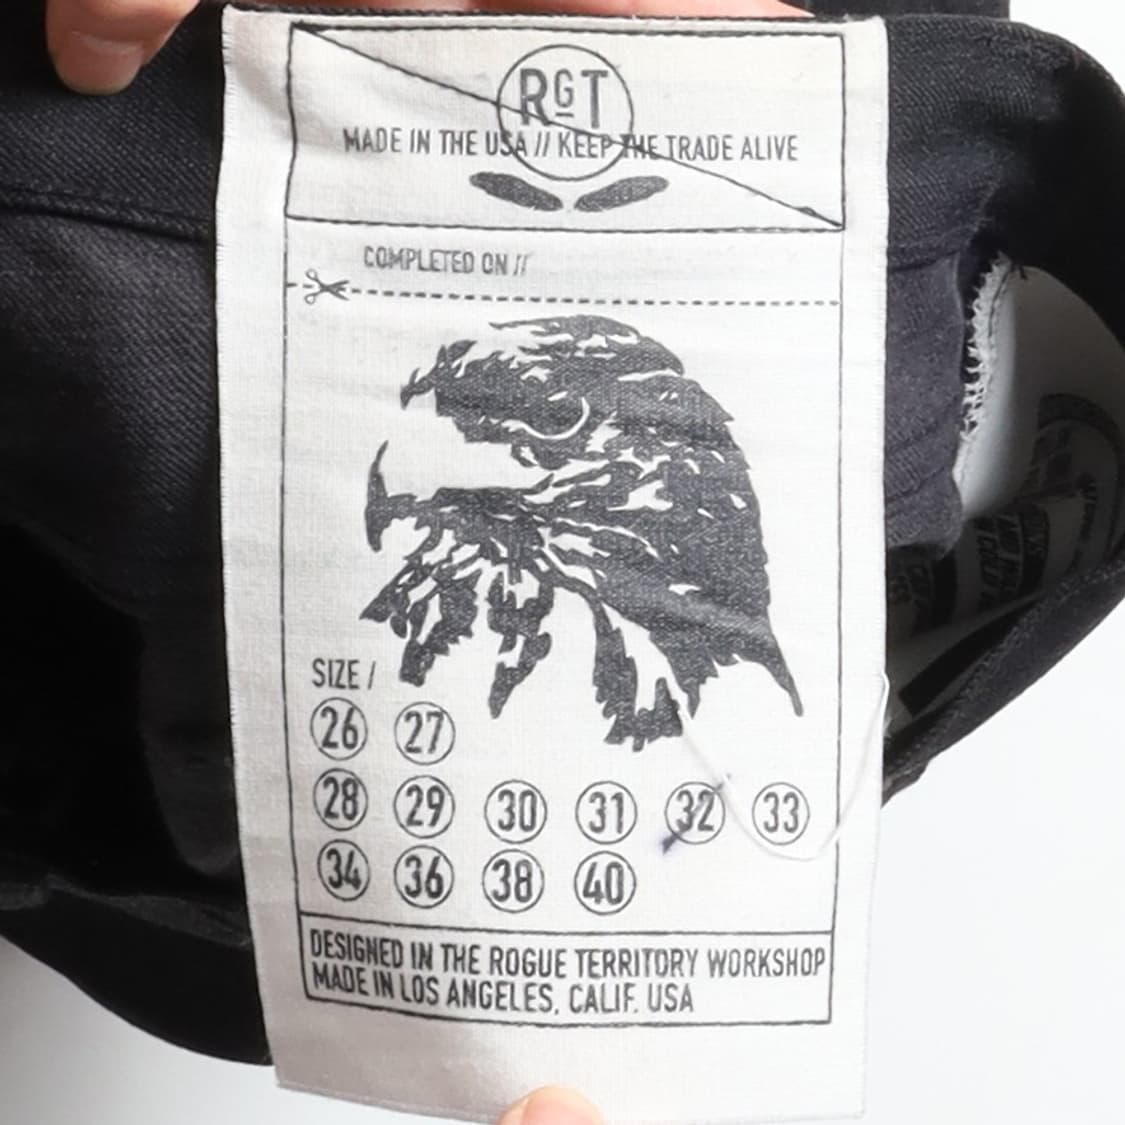 RGT
MADE IN THE USA // KEEP THE TRADE ALIVE
COMPLETED ON //
SIZE /
26 27
28 29 30 31 32 33
34 36 38 40
DESIGNED IN THE ROGUE TERRITORY WORKSHOP
MADE IN LOS ANGELES, CALIF. USA